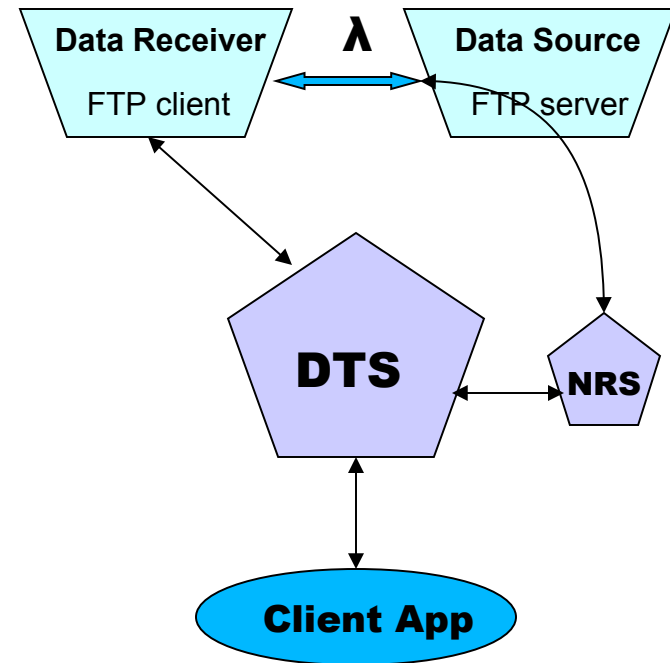 Data Receiver
FTP client
λ
Data Source
FTP server
DTS
NRS
Client App